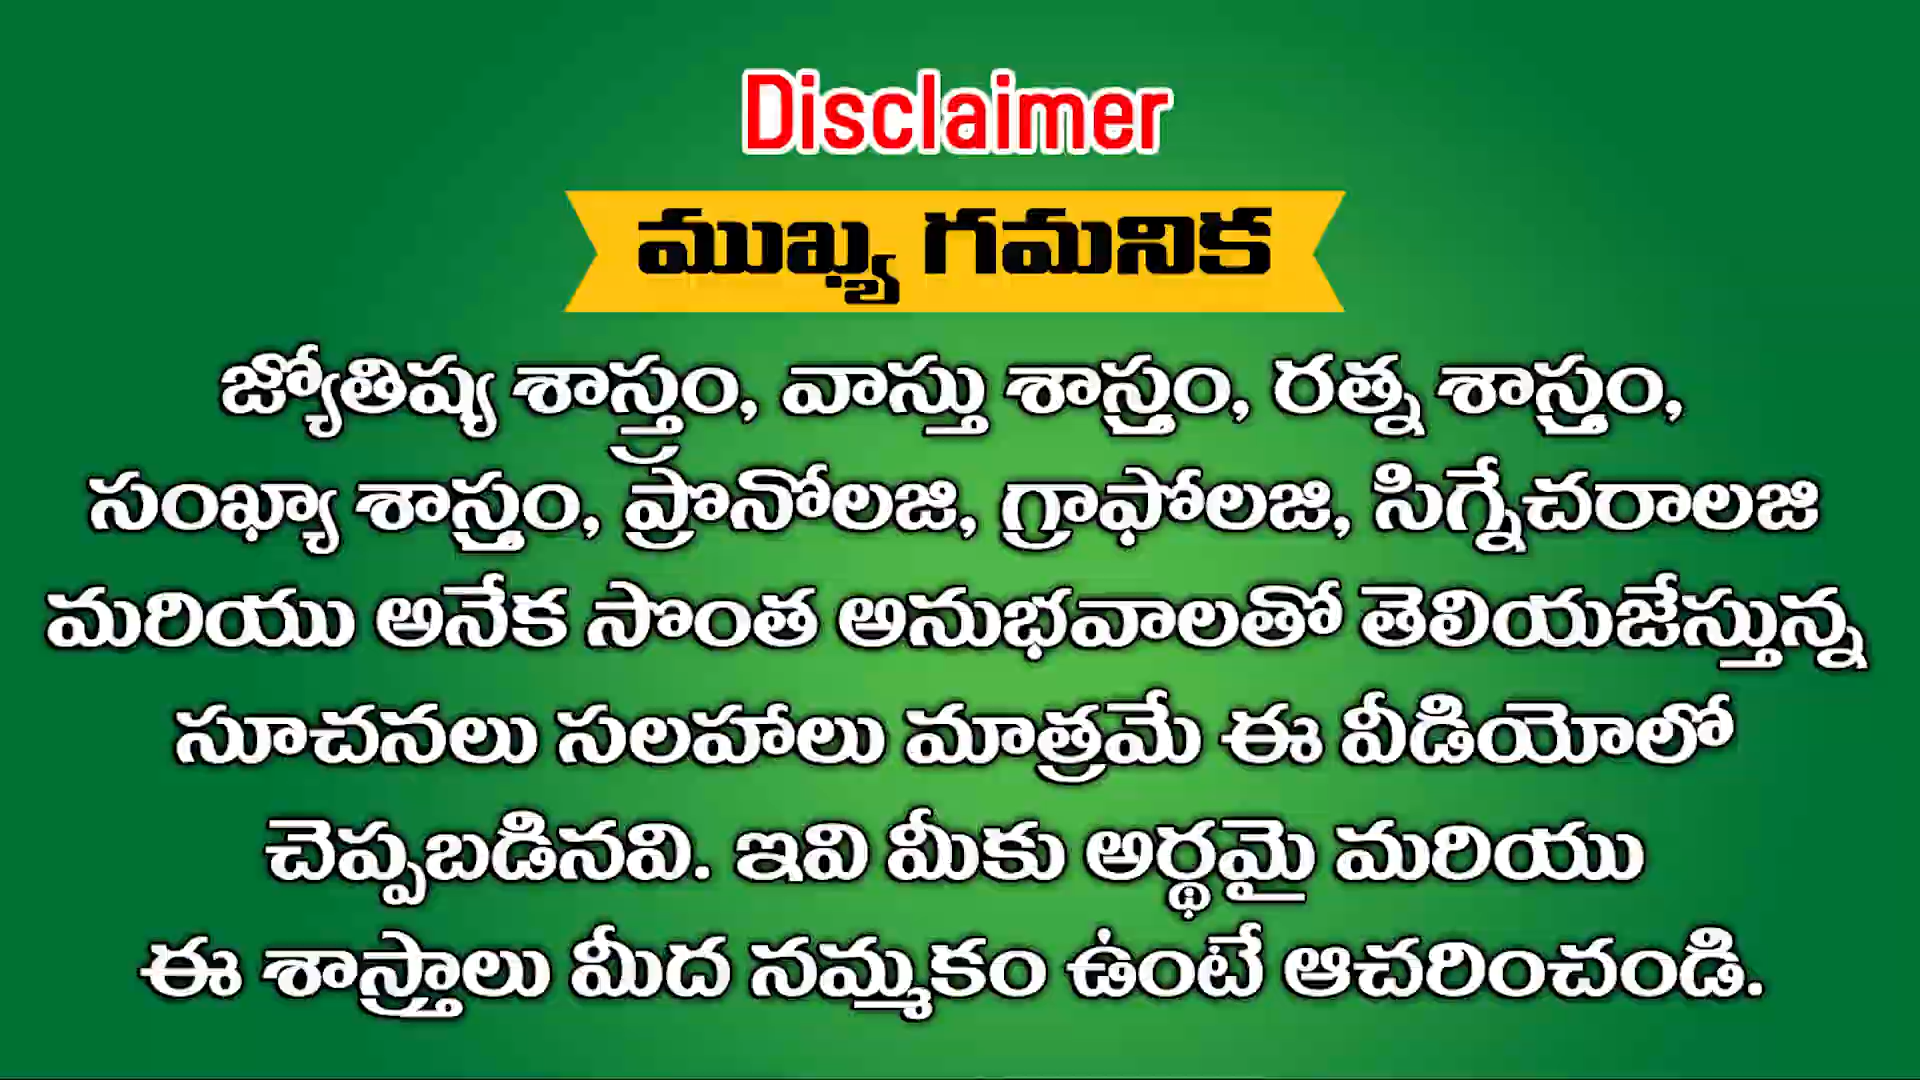 Disclaimer
ముఖ్య గమనిక
జ్యోతిష్య శాస్త్రం, వాస్తు శాస్త్రం, రత్న శాస్త్రం,
సంఖ్యా శాస్త్రం, ప్రొనోలజి, గ్రాఫోలజి, సిగ్నేచరాలజి
మరియు అనేక సొంత అనుభవాలతో తెలియజేస్తున్న
సూచనలు సలహాలు మాత్రమే ఈ వీడియోలో
చెప్పబడినవి. ఇవి మీకు అర్థమై మరియు
ఈ శాస్త్రాలు మీద నమ్మకం ఉంటే ఆచరించండి.